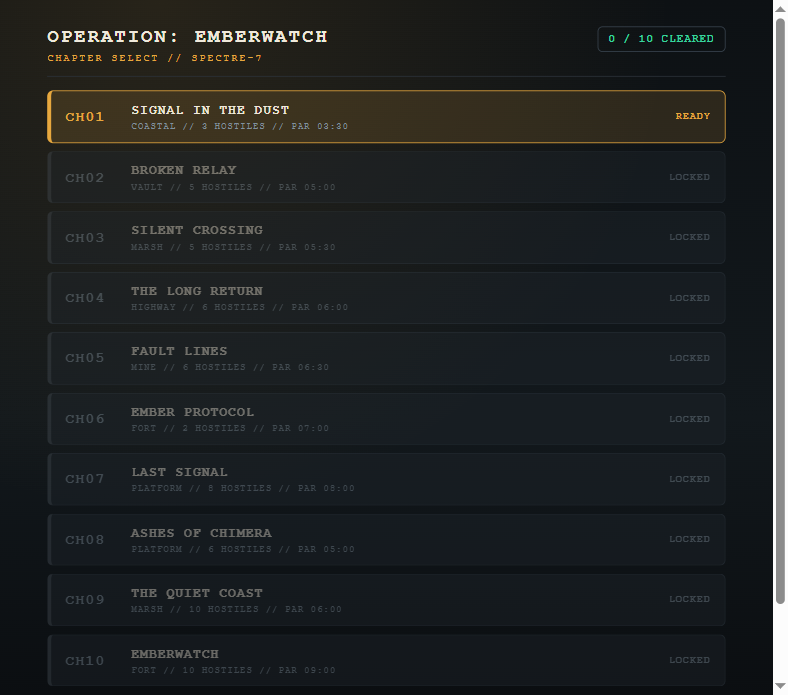 OPERATION: EMBERWATCH
0 / 10 CLEARED
CHAPTER SELECT // SPECTRE-7
CH01
SIGNAL IN THE DUST
COASTAL // 3 HOSTILES // PAR 03:30
READY
CH02
BROKEN RELAY
VAULT // 5 HOSTILES // PAR 05:00
LOCKED
CH03
SILENT CROSSING
MARSH // 5 HOSTILES // PAR 05:30
LOCKED
CH04
THE LONG RETURN
HIGHWAY // 6 HOSTILES // PAR 06:00
LOCKED
CH05
FAULT LINES
MINE // 6 HOSTILES // PAR 06:30
LOCKED
CH06
EMBER PROTOCOL
FORT // 2 HOSTILES // PAR 07:00
LOCKED
CH07
LAST SIGNAL
PLATFORM // 8 HOSTILES // PAR 08:00
LOCKED
CH08
ASHES OF CHIMERA
PLATFORM // 6 HOSTILES // PAR 05:00
LOCKED
CH09
THE QUIET COAST
MARSH // 10 HOSTILES // PAR 06:00
LOCKED
CH10
EMBERWATCH
FORT // 10 HOSTILES // PAR 09:00
LOCKED